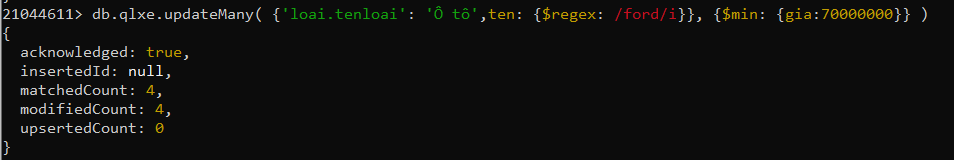 21044611> db.qlxe.updateMany( {'loai.tenloai': 'Ô tô',ten: {$regex: /ford/i}}, {$min: {gia:70000000}} )
{
  acknowledged: true,
  insertedId: null,
  matchedCount: 4,
  modifiedCount: 4,
  upsertedCount: 0
}